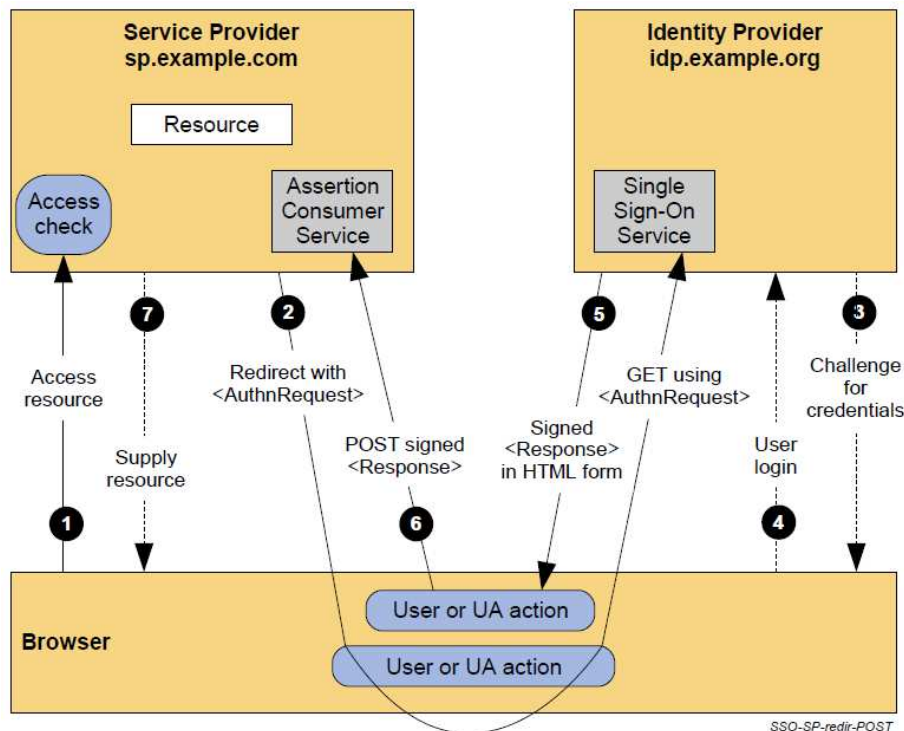 Service Provider
sp.example.com
Identity Provider
idp.example.org
Resource
Access
check
Assertion
Consumer
Service
Single
Sign-On
Service
7
2
5
3
Access
resource
Redirect with
<AuthnRequest>
GET using
<AuthnRequest>
Challenge
for
credentials
Supply
resource
POST signed
<Response>
Signed
<Response>
in HTML form
User
login
1
6
4
User or UA action
Browser
User or UA action
SSO-SP-redir-POST